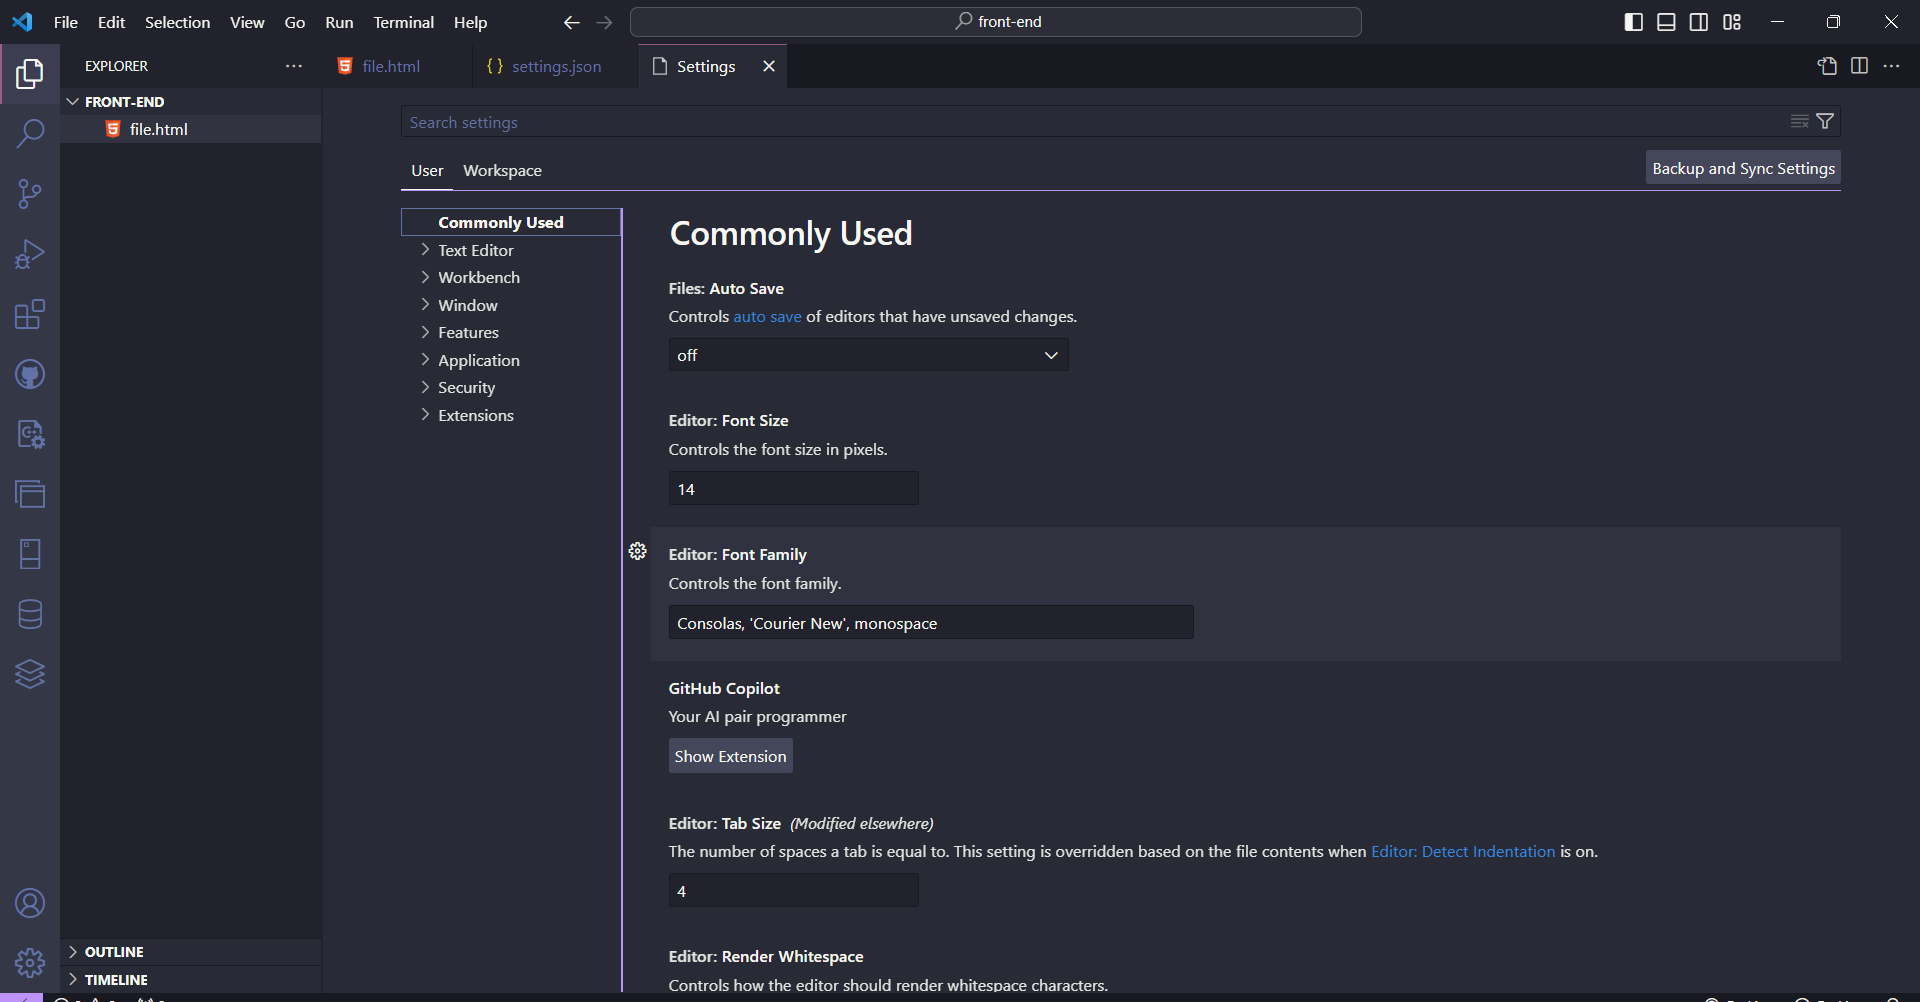 File Edit Selection View Go Run Terminal Help
front-end
EXPLORER
file.html
settings.json
Settings
FRONT-END
file.html
Search settings
User Workspace
Backup and Sync Settings
Commonly Used
Text Editor
Workbench
Window
Features
Application
Security
Extensions
Commonly Used
Files: Auto Save
Controls auto save of editors that have unsaved changes.
off
Editor: Font Size
Controls the font size in pixels.
14
Editor: Font Family
Controls the font family.
Consolas, 'Courier New', monospace
GitHub Copilot
Your AI pair programmer
Show Extension
Editor: Tab Size (Modified elsewhere)
The number of spaces a tab is equal to. This setting is overridden based on the file contents when Editor: Detect Indentation is on.
4
Editor: Render Whitespace
Controls how the editor should render whitespace characters.
OUTLINE
TIMELINE